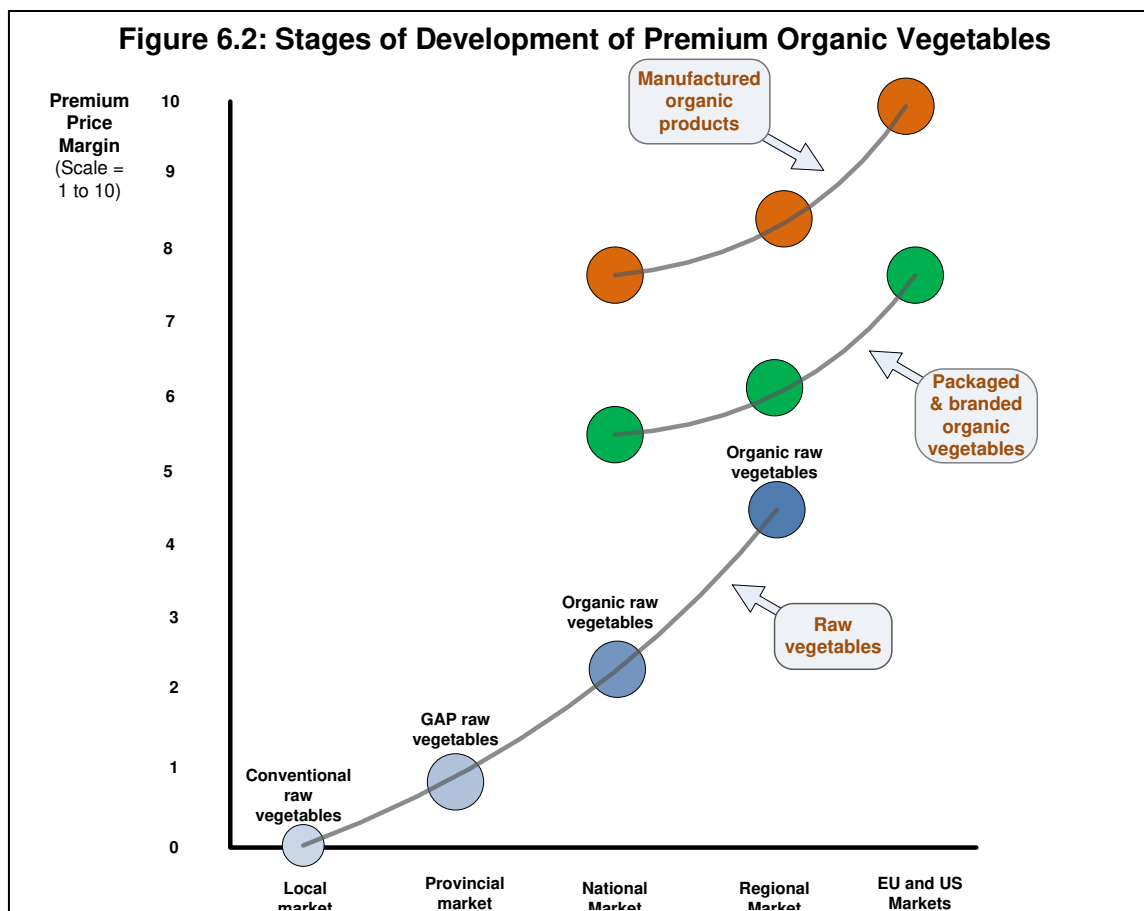 Figure 6.2: Stages of Development of Premium Organic Vegetables
Premium
Price
Margin
(Scale =
1 to 10)
10
9
8
7
6
5
4
3
2
1
0
Manufactured
organic
products
Packaged
& branded
organic
vegetables
Organic raw
vegetables
Organic raw
vegetables
Raw
vegetables
GAP raw
vegetables
Conventional
raw
vegetables
Local
market
Provincial
market
National
Market
Regional
Market
EU and US
Markets